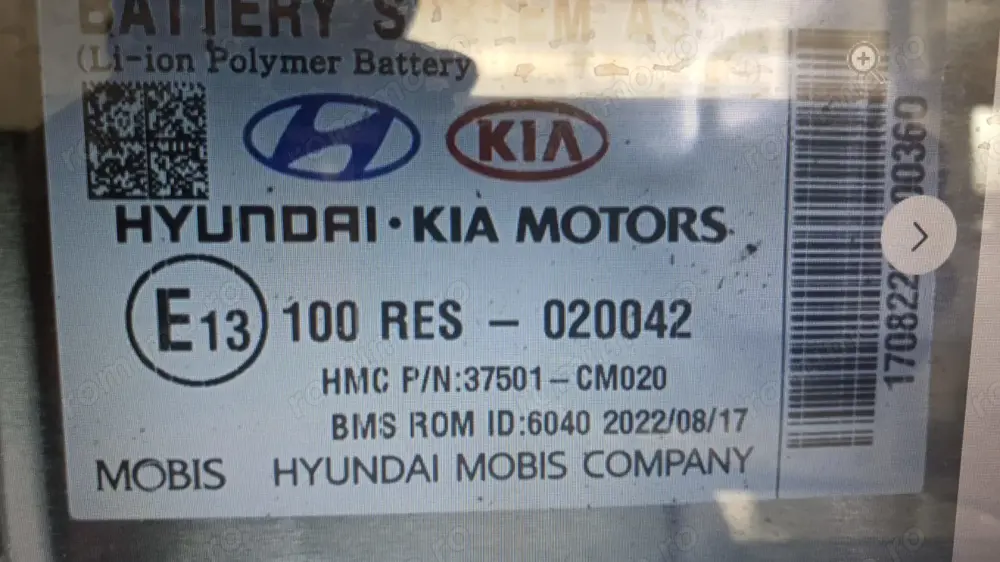 BATTERY
(Li-ion Polymer Battery
KIA
HYUNDAI · KIA MOTORS
E13 100 RES - 020042
HMC P/N:37501-CM020
BMS ROM ID:6040 2022/08/17
MOBIS HYUNDAI MOBIS COMPANY